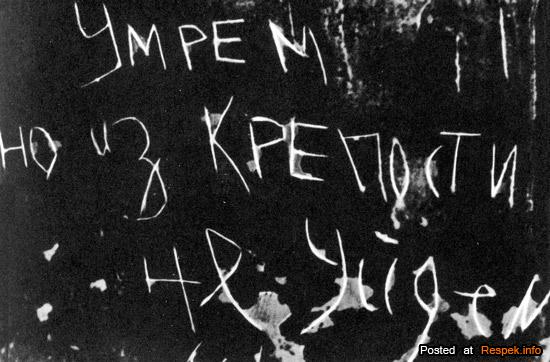 УМРЕМ
НО ИЗ КРЕПОСТИ
не уйдем
Posted at Respek.info